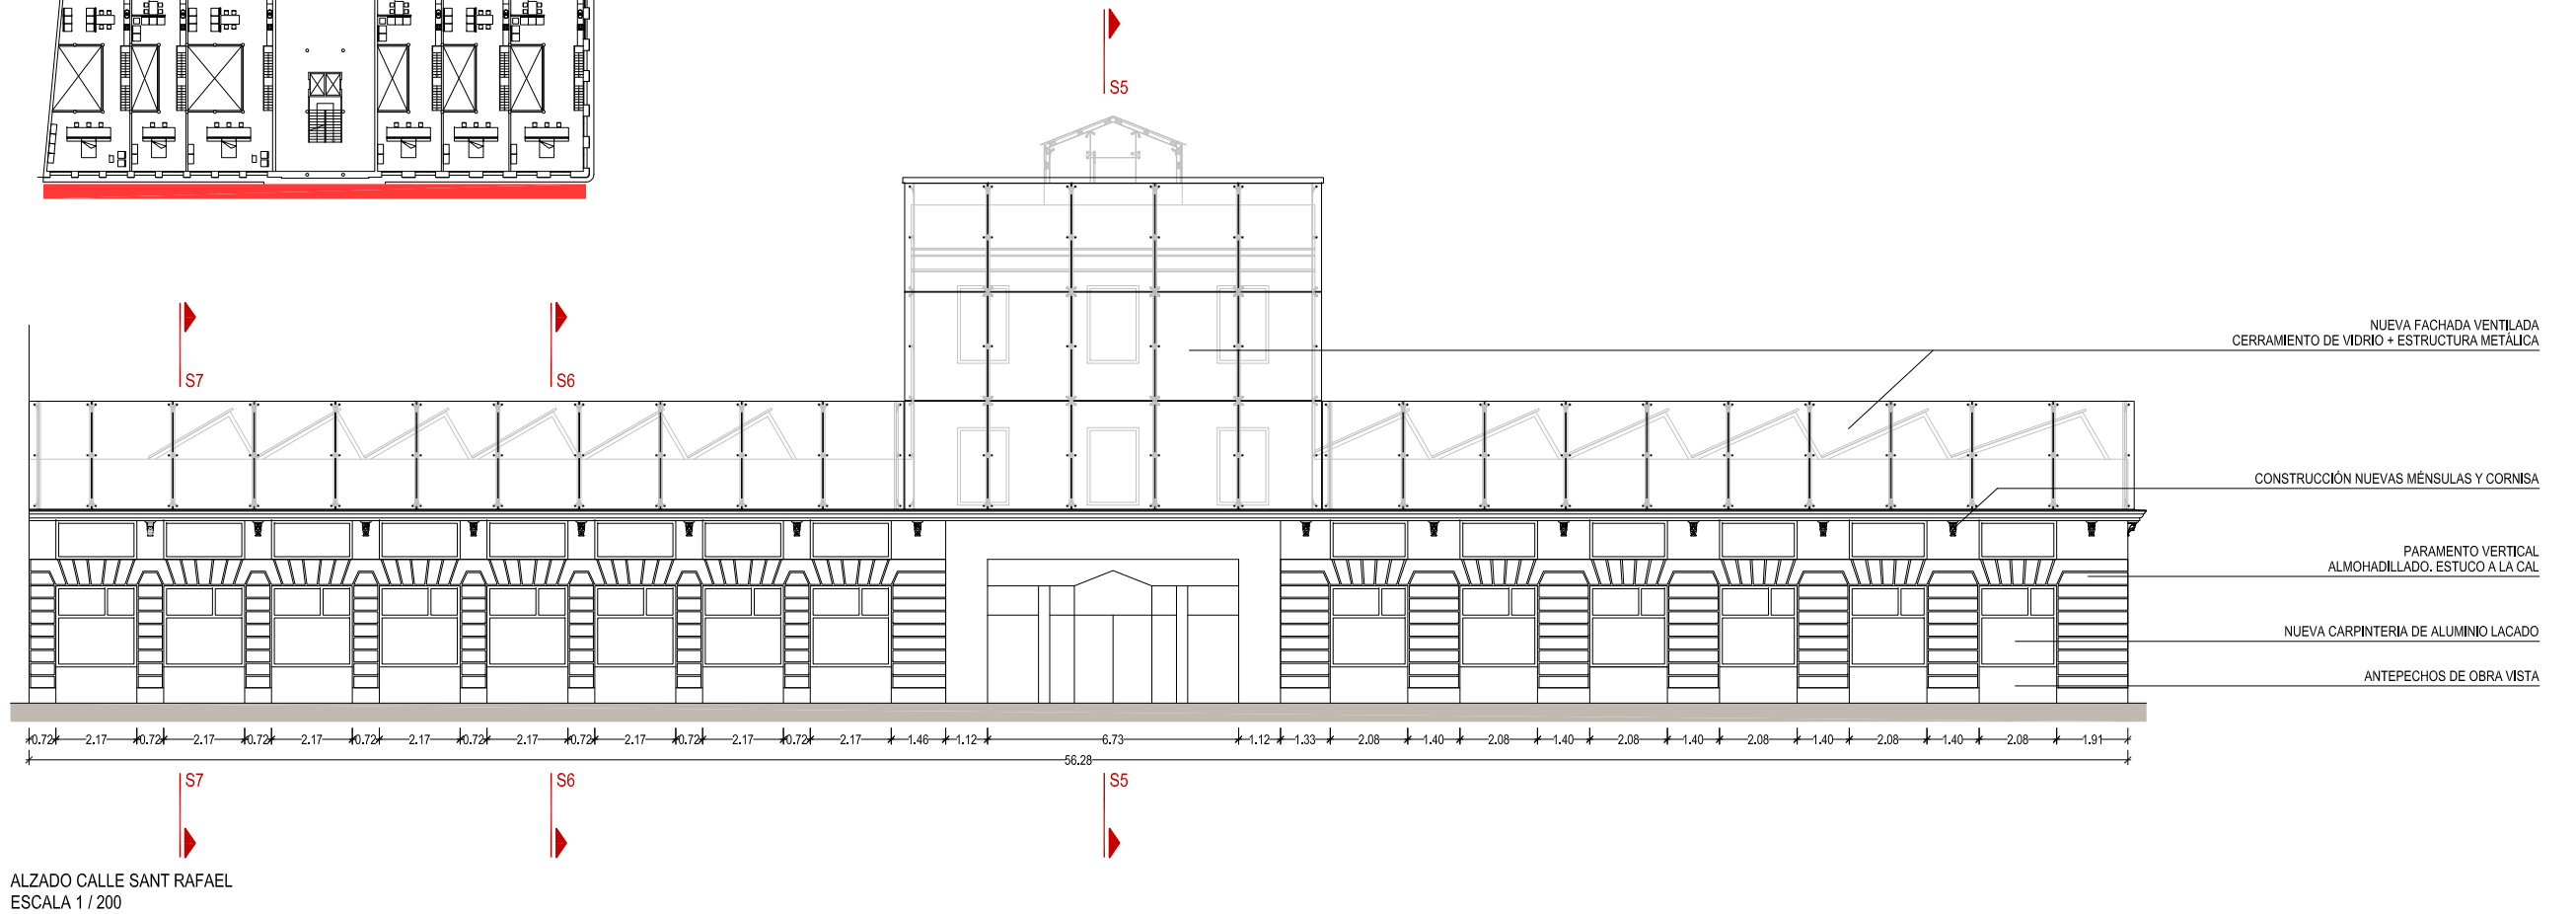 S5
S7
S6
NUEVA FACHADA VENTILADA
CERRAMIENTO DE VIDRIO + ESTRUCTURA METÁLICA
CONSTRUCCIÓN NUEVAS MÉNSULAS Y CORNISA
PARAMENTO VERTICAL
ALMOHADILLADO. ESTUCO A LA CAL
NUEVA CARPINTERIA DE ALUMINIO LACADO
ANTEPECHOS DE OBRA VISTA
0.72 2.17 0.72 2.17 0.72 2.17 0.72 2.17 0.72 2.17 0.72 2.17 0.72 2.17 0.72 2.17 1.46 1.12 6.73 1.12 1.33 2.08 1.40 2.08 1.40 2.08 1.40 2.08 1.40 2.08 1.40 2.08 1.91
56.28
S7 S6 S5
ALZADO CALLE SANT RAFAEL
ESCALA 1 / 200